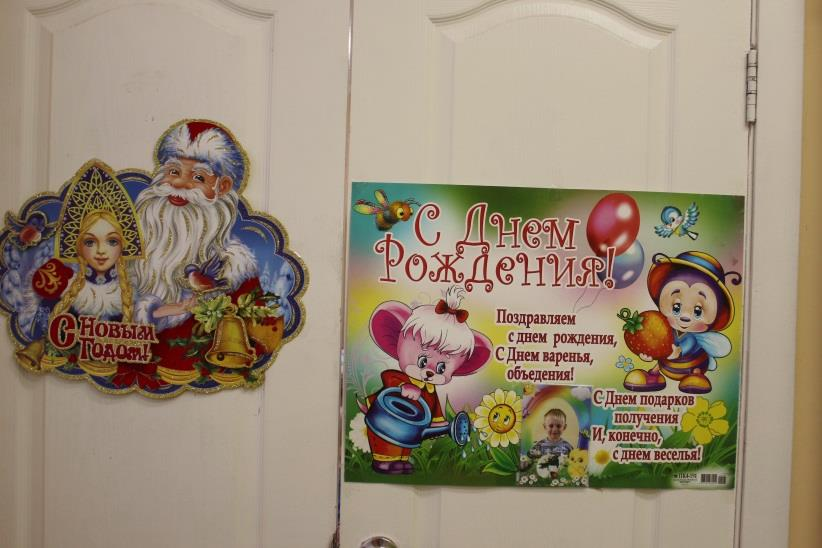 С Новым
Годом!
С Днем
Рождения!
Поздравляем
с днем рождения,
С Днем варенья,
объедения!
С Днем подарков
получения
И, конечно,
с днем веселья!